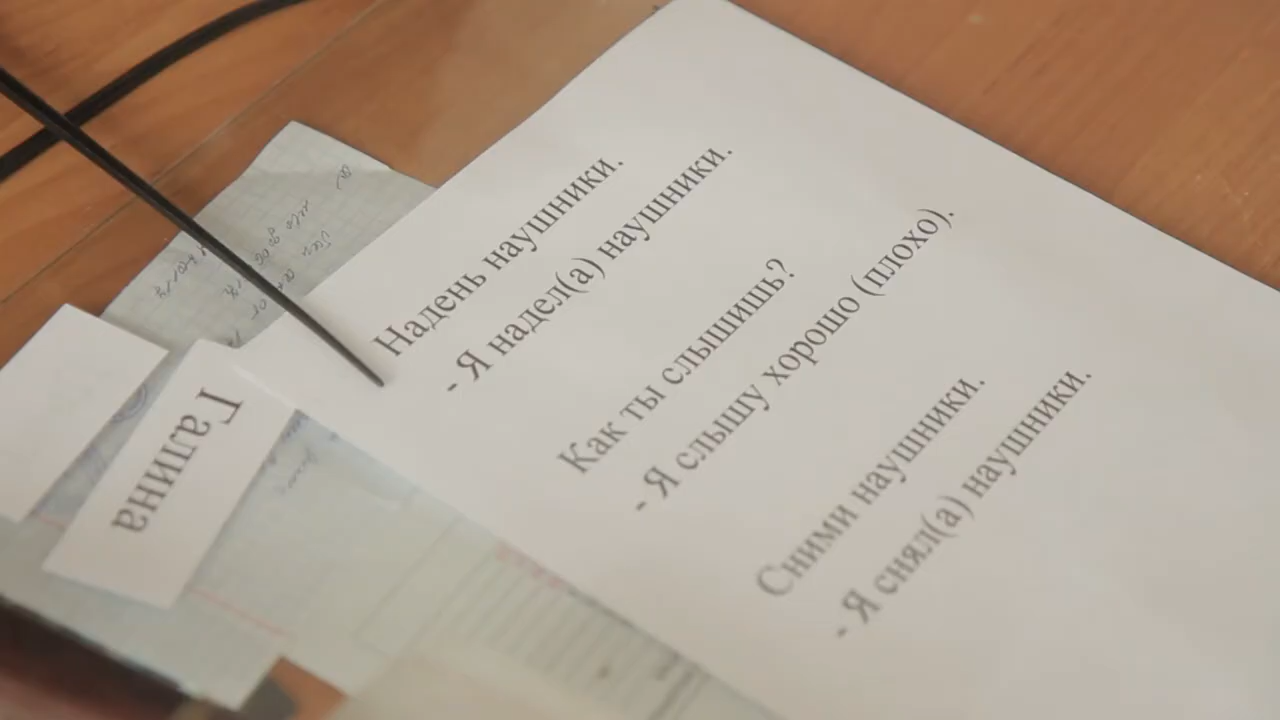 Надень наушники.
- Я надел(а) наушники.
Как ты слышишь?
- Я слышу хорошо (плохо).
Сними наушники.
- Я снял(а) наушники.
Галина